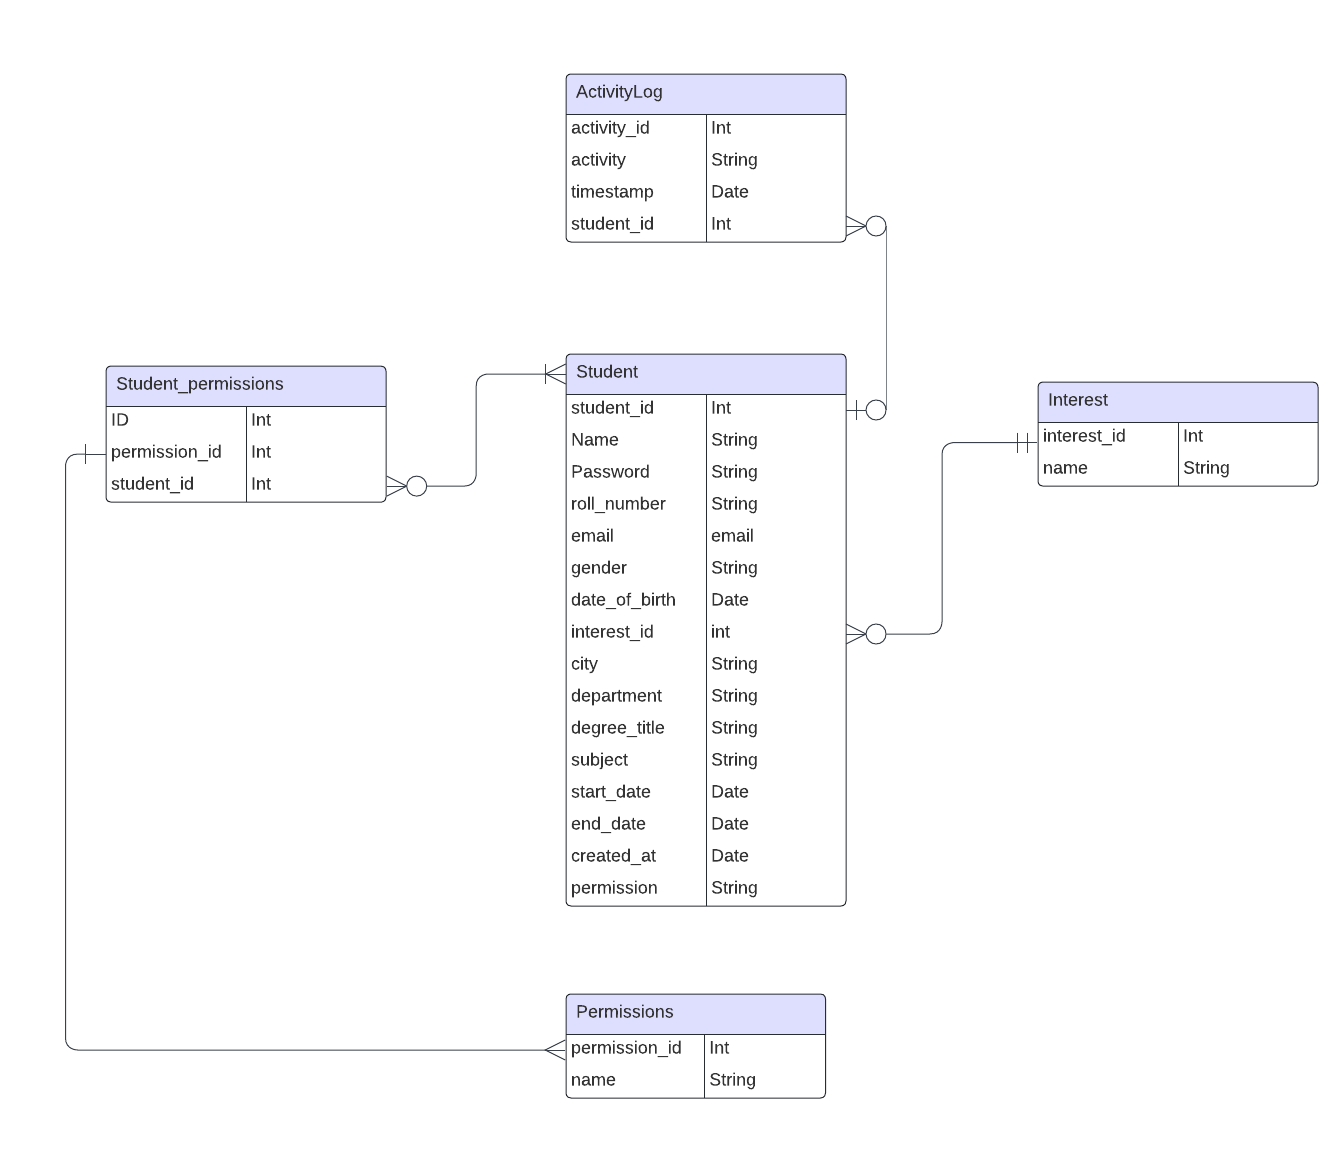 ActivityLog
activity_id Int
activity String
timestamp Date
student_id Int
Student_permissions
ID Int
permission_id Int
student_id Int
Student
student_id Int
Name String
Password String
roll_number String
email email
gender String
date_of_birth Date
interest_id int
city String
department String
degree_title String
subject String
start_date Date
end_date Date
created_at Date
permission String
Interest
interest_id Int
name String
Permissions
permission_id Int
name String